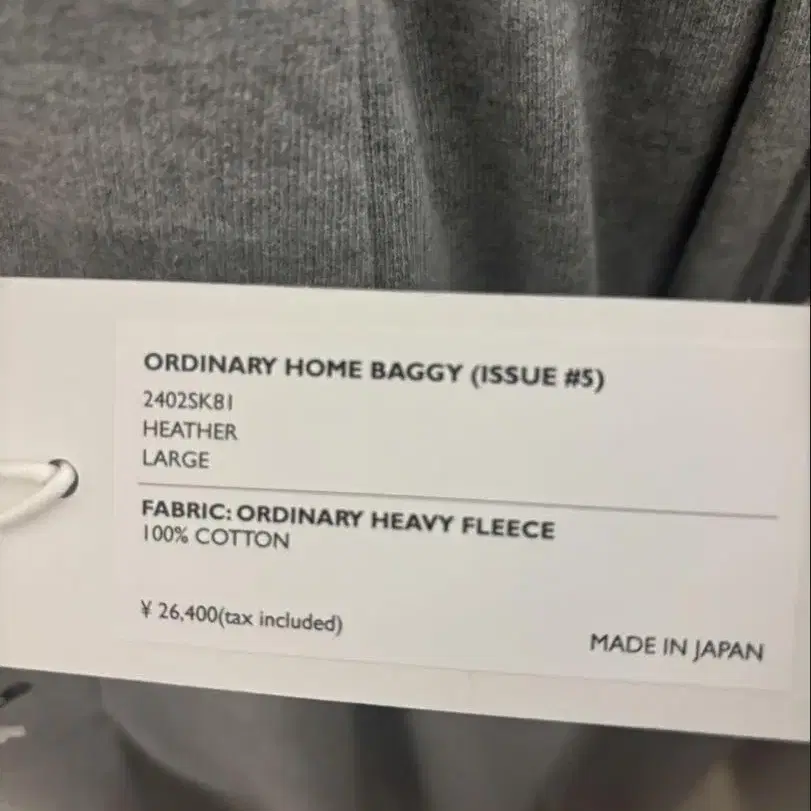 ORDINARY HOME BAGGY (ISSUE #5)
2402SK81
HEATHER
LARGE
FABRIC: ORDINARY HEAVY FLEECE
100% COTTON
¥ 26,400(tax included)
MADE IN JAPAN